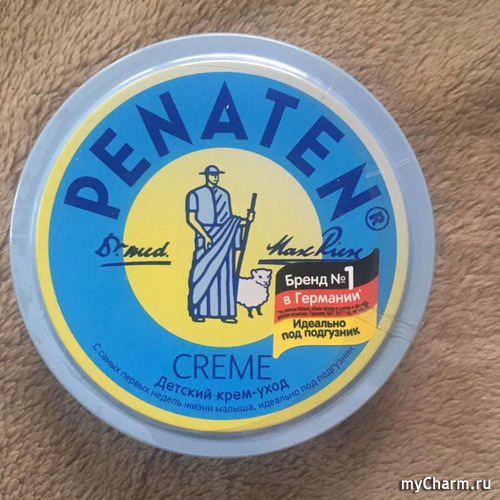 PENATEN®
Dr. med. Max Riese
Бренд №1
в Германии*
Идеально
под подгузник
CREME
Детский крем-уход
С самых первых недель жизни малыша, идеально под подгузник
myCharm.ru